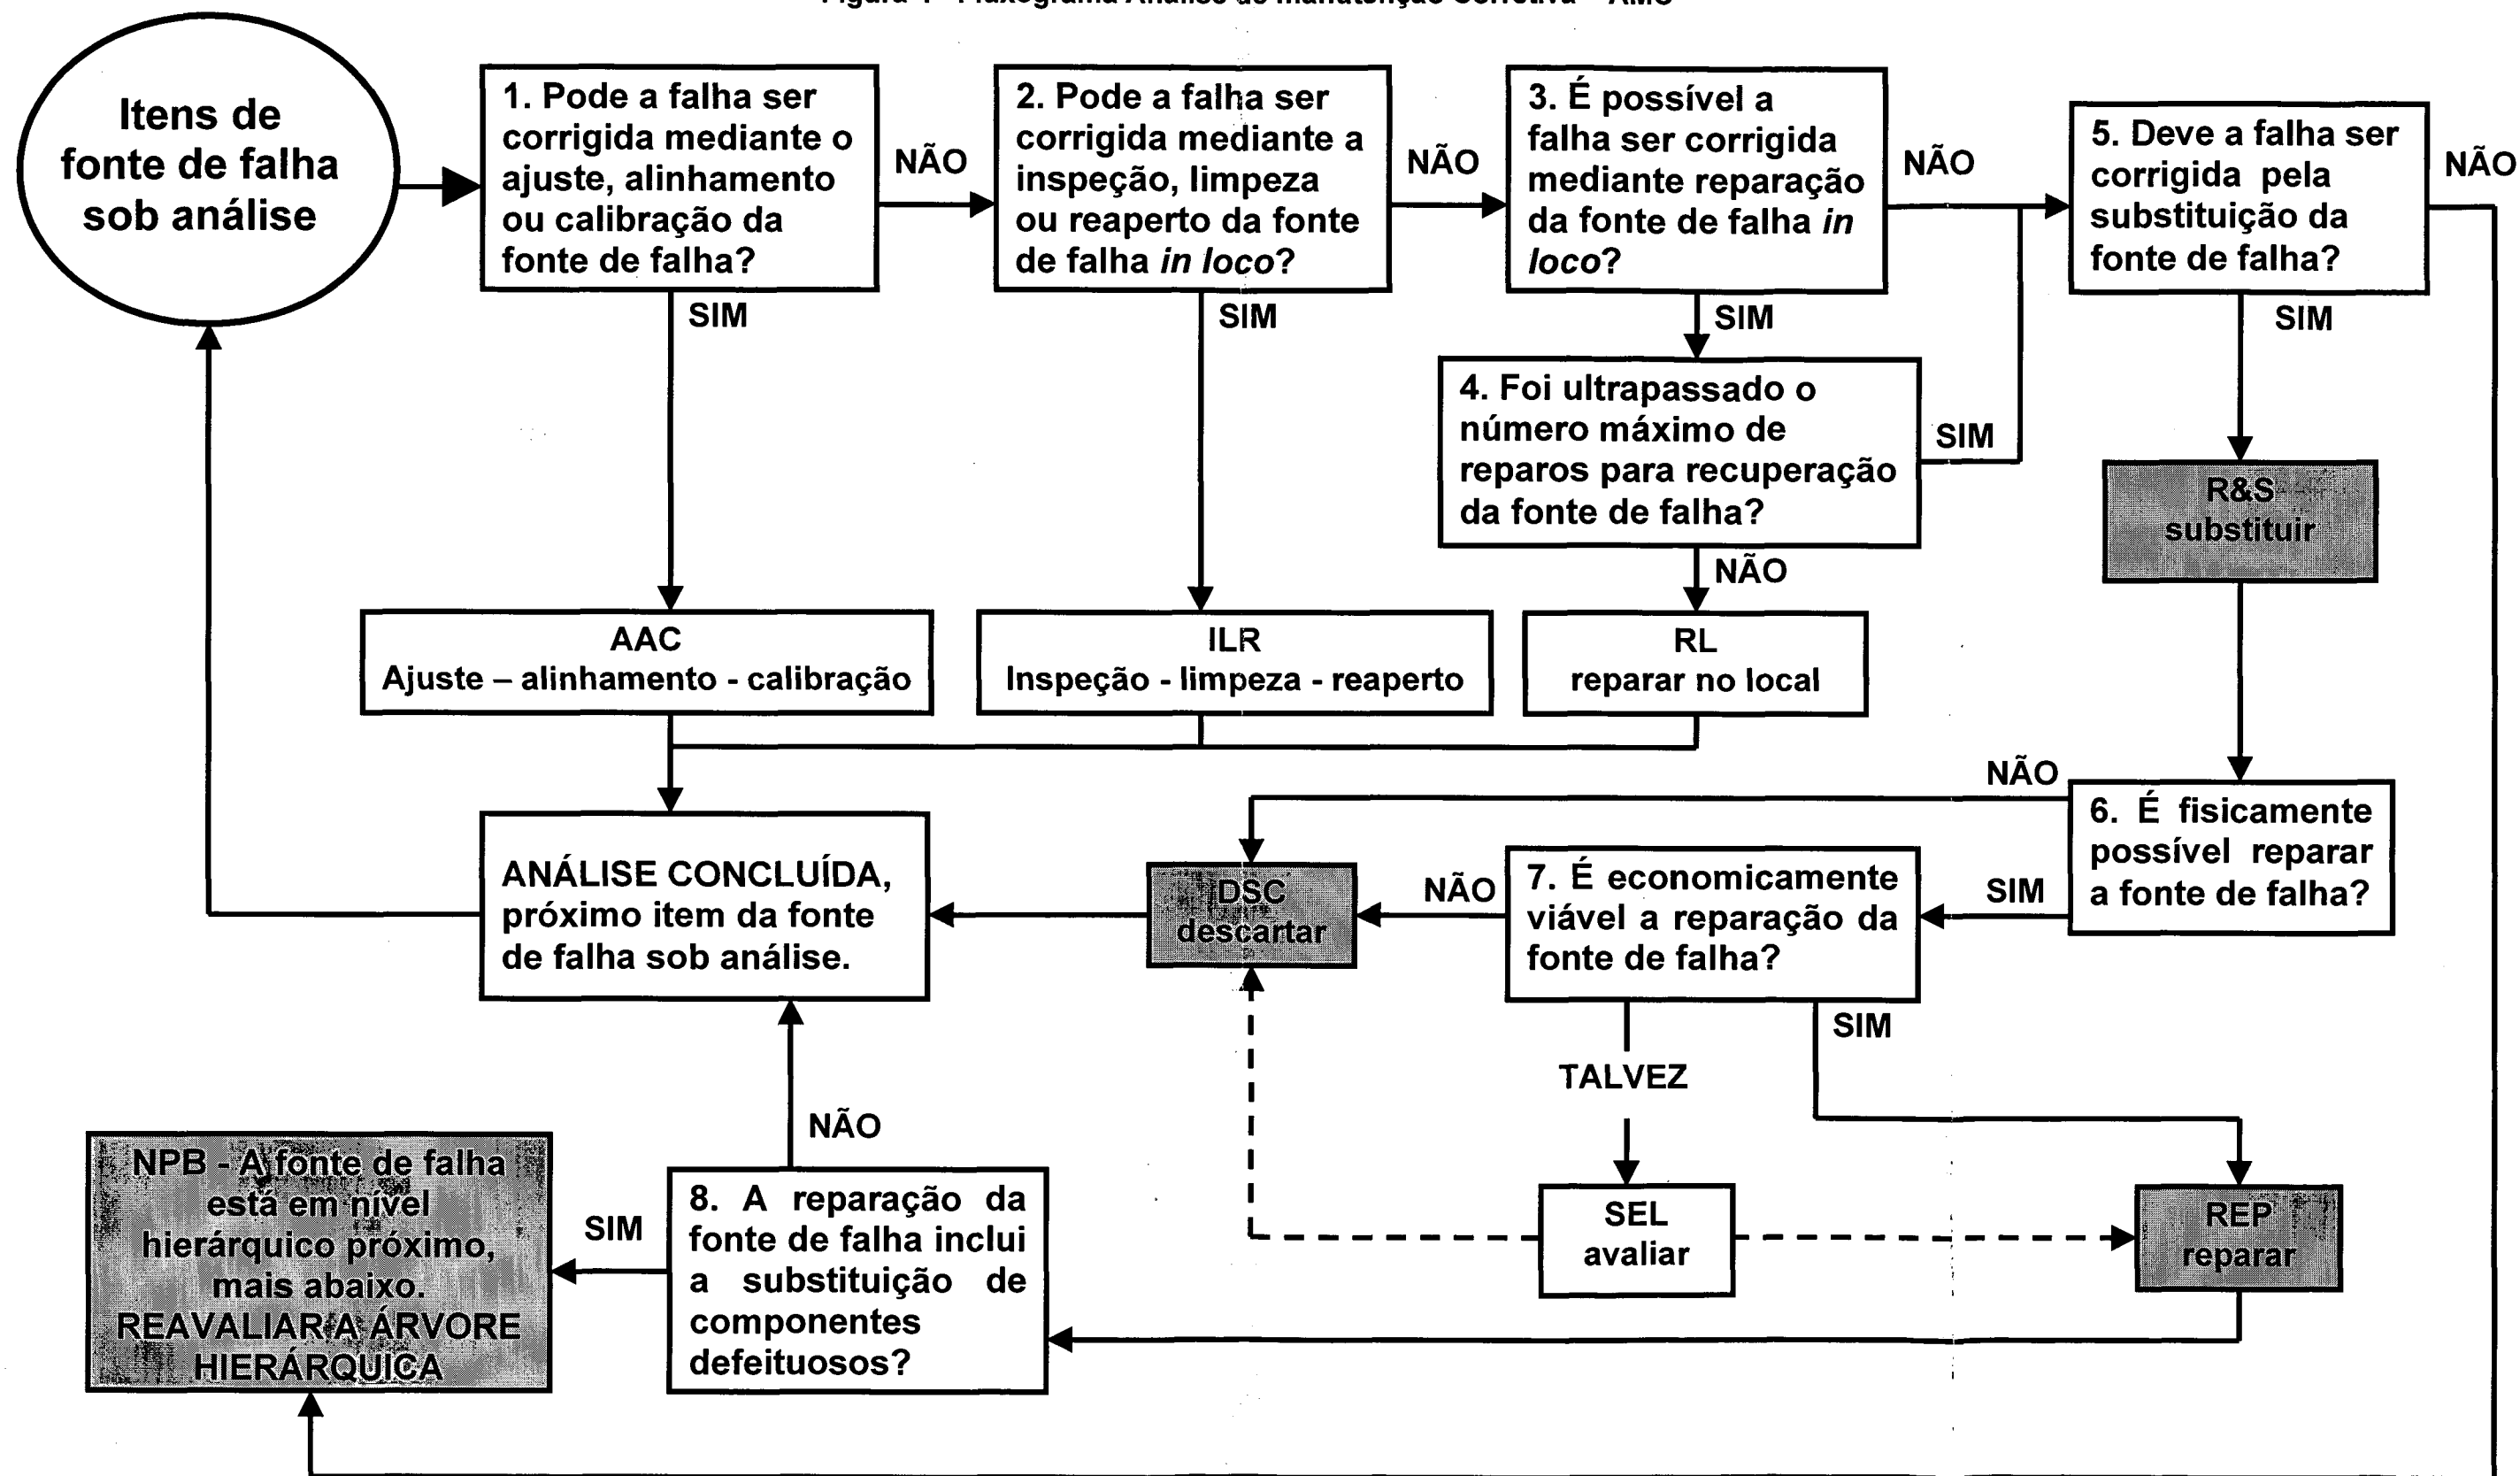 Itens de
fonte de falha
sob análise
1. Pode a falha ser
corrigida mediante o
ajuste, alinhamento
ou calibração da
fonte de falha?
NÃO
SIM
2. Pode a falha ser
corrigida mediante a
inspeção, limpeza
ou reaperto da fonte
de falha in loco?
NÃO
SIM
3. É possível a
falha ser corrigida
mediante reparação
da fonte de falha in
loco?
NÃO
SIM
5. Deve a falha ser
corrigida pela
substituição da
fonte de falha?
NÃO
SIM
4. Foi ultrapassado o
número máximo de
reparos para recuperação
da fonte de falha?
SIM
NÃO
R&S
substituir
AAC
Ajuste – alinhamento - calibração
ILR
Inspeção - limpeza - reaperto
RL
reparar no local
NÃO
6. É fisicamente
possível reparar
a fonte de falha?
SIM
7. É economicamente
viável a reparação da
fonte de falha?
NÃO
DSC
descartar
ANÁLISE CONCLUÍDA,
próximo item da fonte
de falha sob análise.
TALVEZ
SIM
NÃO
NPB - A fonte de falha
está em nível
hierárquico próximo,
mais abaixo.
REAVALIAR A ÁRVORE
HIERÁRQUICA
SIM
8. A reparação da
fonte de falha inclui
a substituição de
componentes
defeituosos?
SEL
avaliar
REP
reparar